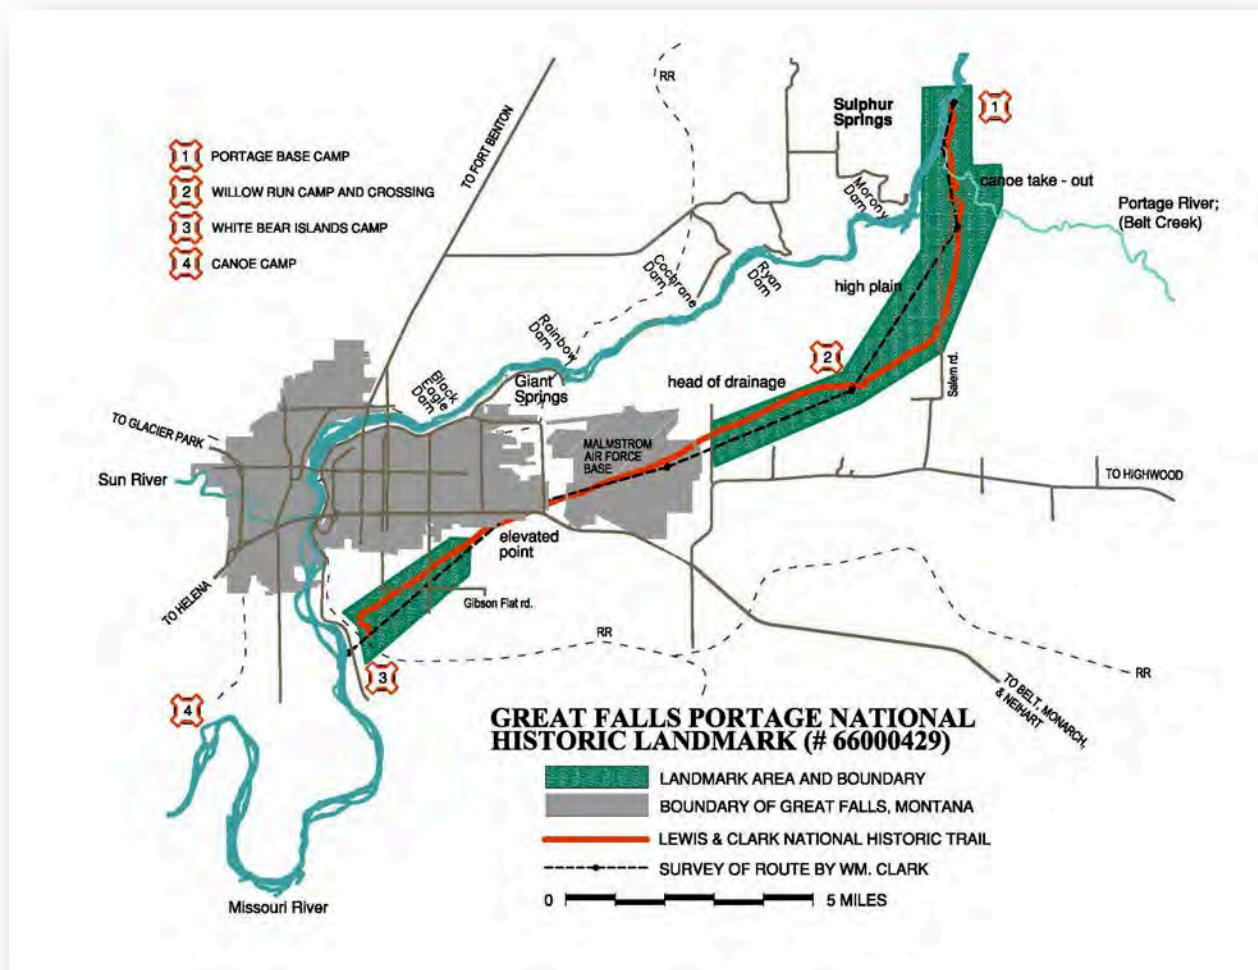 RR
TO FORT BENTON
Sulphur
Springs
1
1 PORTAGE BASE CAMP
2 WILLOW RUN CAMP AND CROSSING
3 WHITE BEAR ISLANDS CAMP
4 CANOE CAMP
canoe take - out
Morony
Dam
Portage River;
(Belt Creek)
Ryan
Dam
Cochrane
Dam
high plain
Rainbow
Dam
2
Black
Eagle
Dam
Giant
Springs
head of drainage
Salem rd.
TO GLACIER PARK
MALMSTROM
AIR FORCE
BASE
TO HIGHWOOD
Sun River
elevated
point
TO HELENA
Gibson Flat rd.
RR
RR
3
4
TO BELT, MONARCH,
& NEIHART
GREAT FALLS PORTAGE NATIONAL
HISTORIC LANDMARK (# 66000429)
LANDMARK AREA AND BOUNDARY
BOUNDARY OF GREAT FALLS, MONTANA
LEWIS & CLARK NATIONAL HISTORIC TRAIL
SURVEY OF ROUTE BY WM. CLARK
0 5 MILES
Missouri River